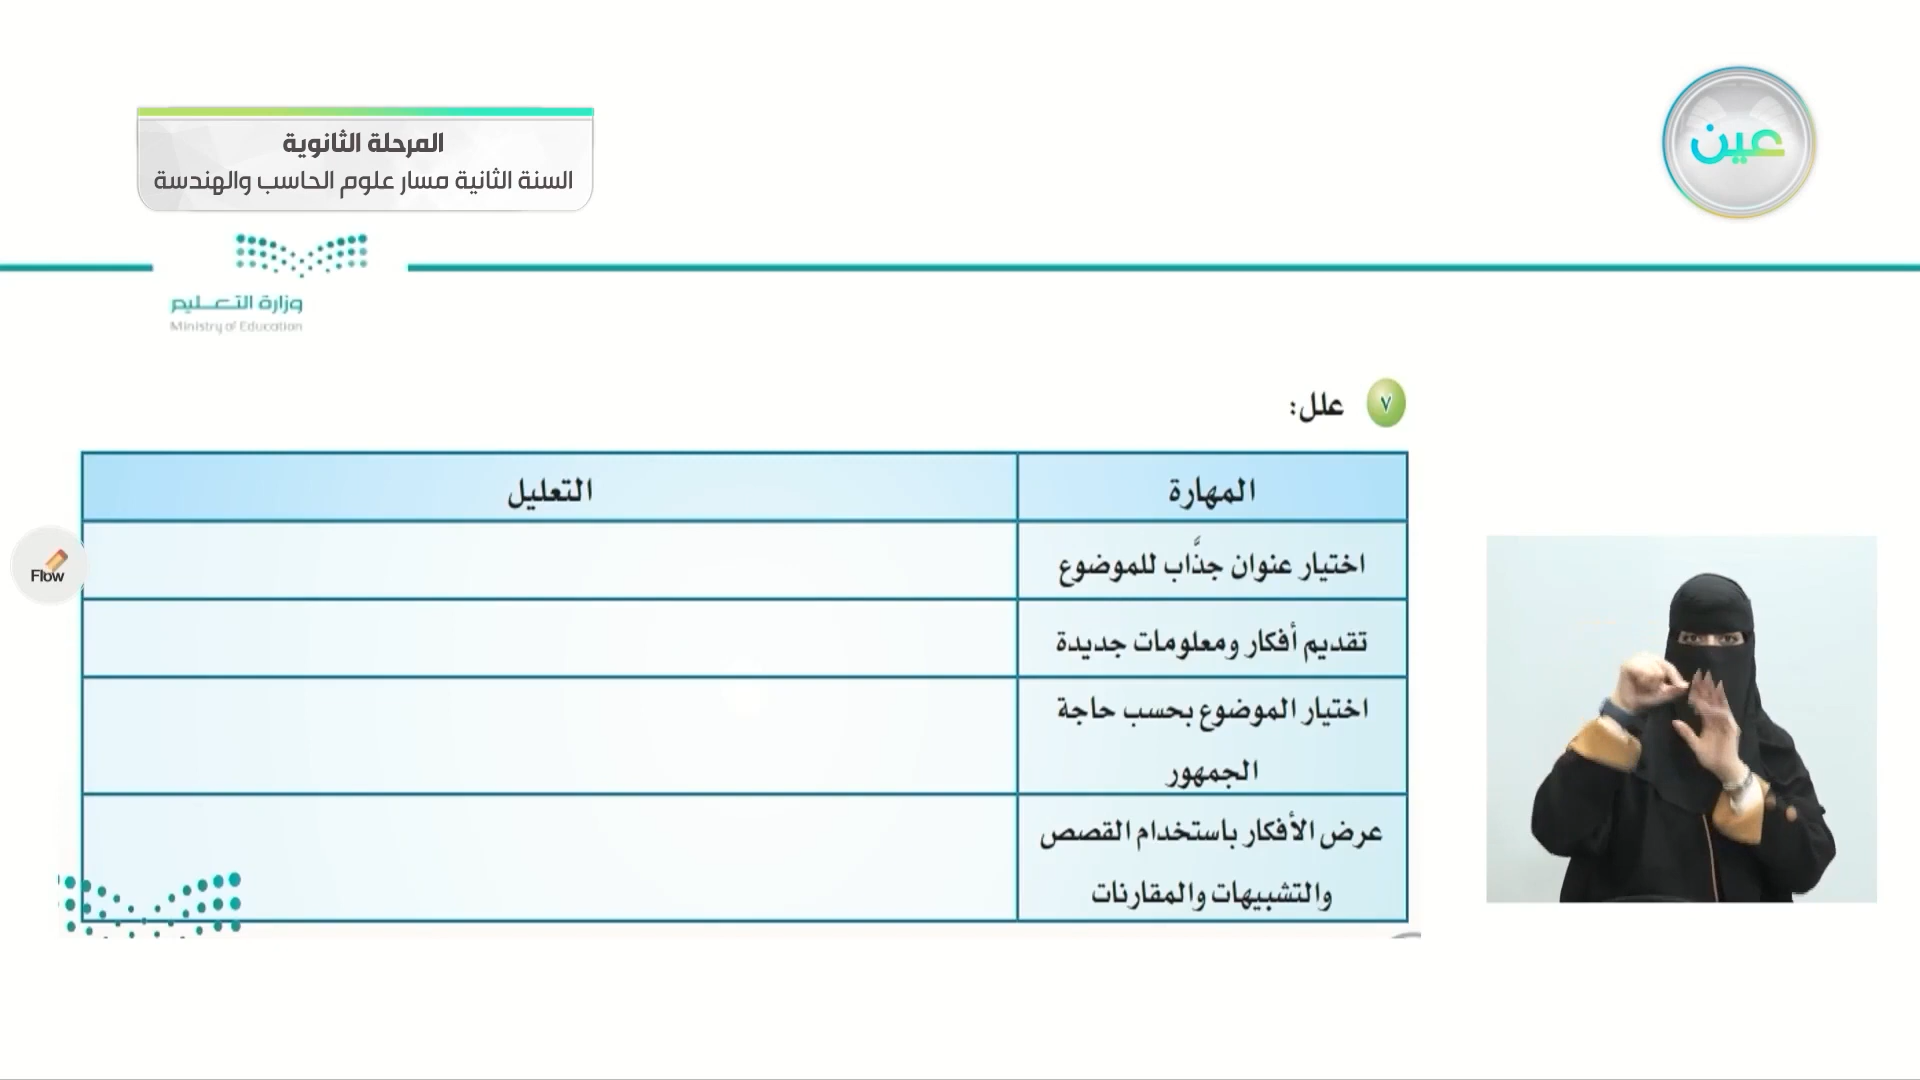 المرحلة الثانوية
السنة الثانية مسار علوم الحاسب والهندسة
عين
وزارة التعليم
Ministry of Education
٧ علل:
المهارة التعليل
اختيار عنوان جذَّاب للموضوع
تقديم أفكار ومعلومات جديدة
اختيار الموضوع بحسب حاجة
الجمهور
عرض الأفكار باستخدام القصص
والتشبيهات والمقارنات
Flow